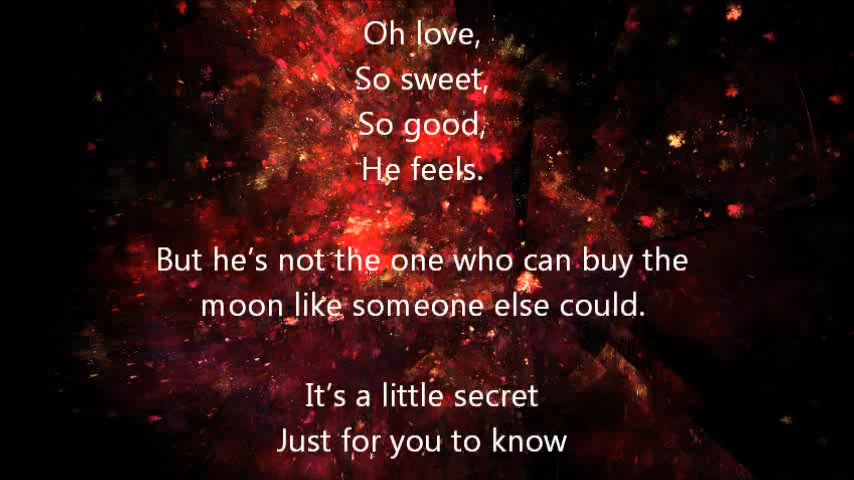 Oh love,
So sweet,
So good,
He feels.
But he’s not the one who can buy the
moon like someone else could.
It’s a little secret
Just for you to know